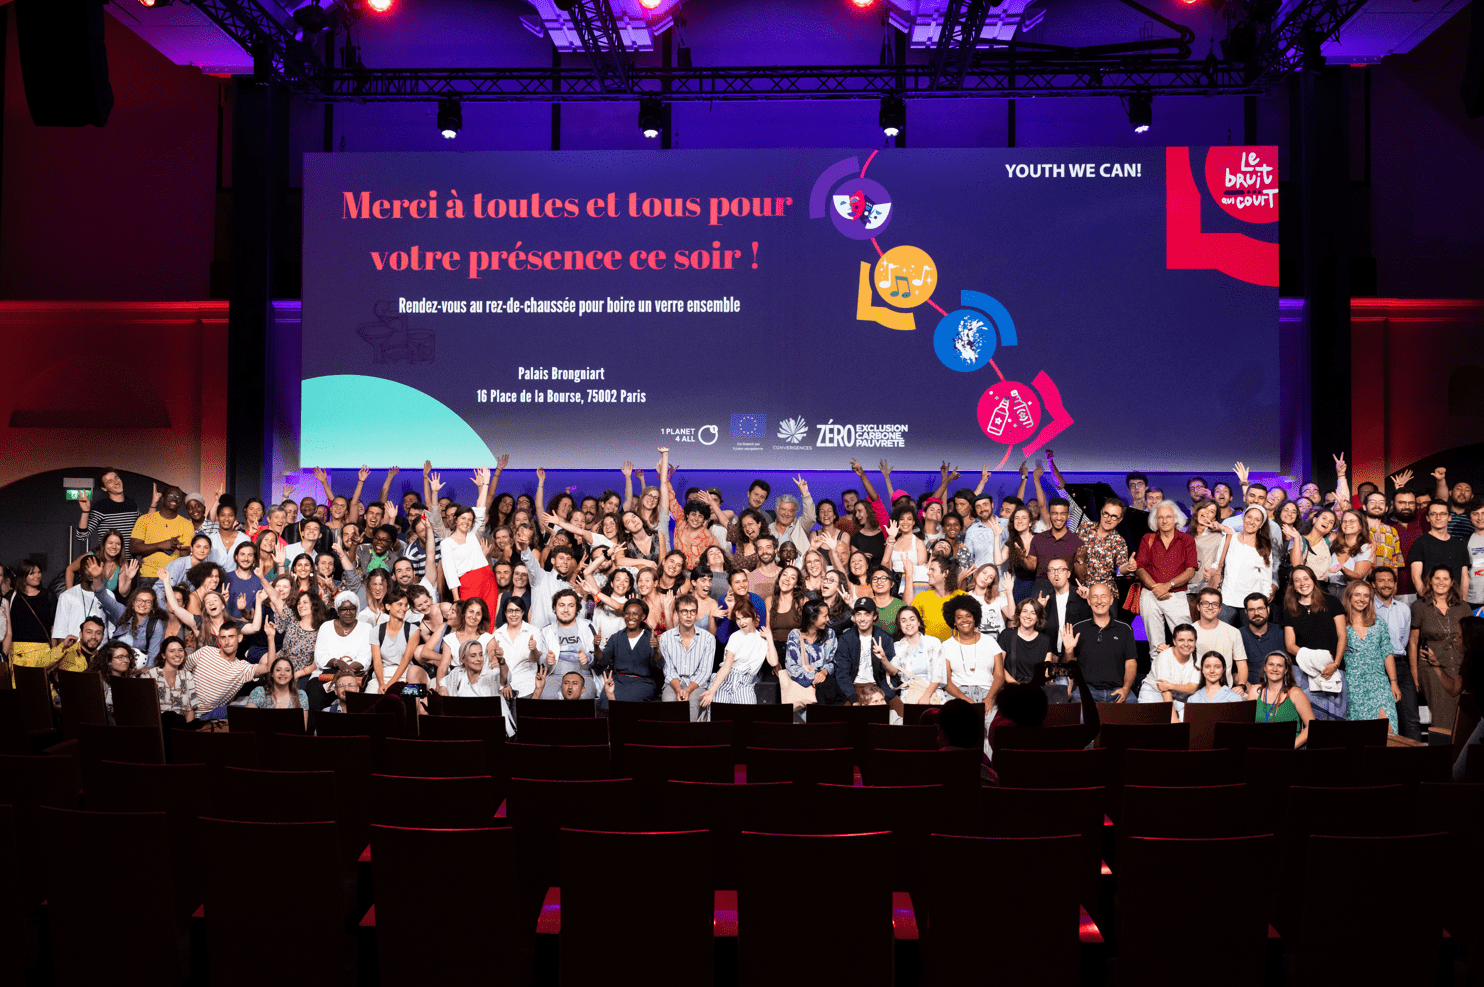 Merci à toutes et tous pour
votre présence ce soir !
Rendez-vous au rez-de-chaussée pour boire un verre ensemble
Palais Brongniart
16 Place de la Bourse, 75002 Paris
1 PLANET
4 ALL
CONVERGENCES
ZÉRO EXCLUSION
CARBONE
PAUVRETÉ
YOUTH WE CAN!
Le
bRuit
qui couRT
NASA